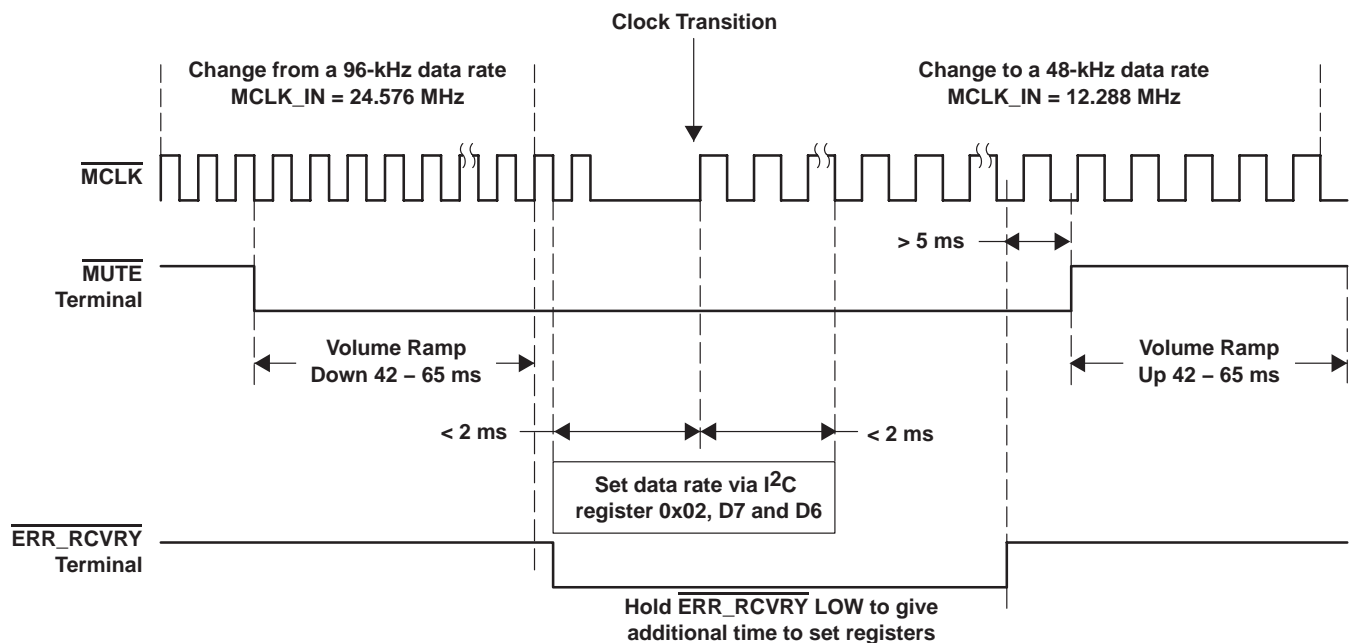 Clock Transition
Change from a 96-kHz data rate
MCLK_IN = 24.576 MHz
Change to a 48-kHz data rate
MCLK_IN = 12.288 MHz
MCLK
> 5 ms
MUTE
Terminal
Volume Ramp
Down 42 – 65 ms
Volume Ramp
Up 42 – 65 ms
< 2 ms
< 2 ms
Set data rate via I2C
register 0x02, D7 and D6
ERR_RCVRY
Terminal
Hold ERR_RCVRY LOW to give
additional time to set registers